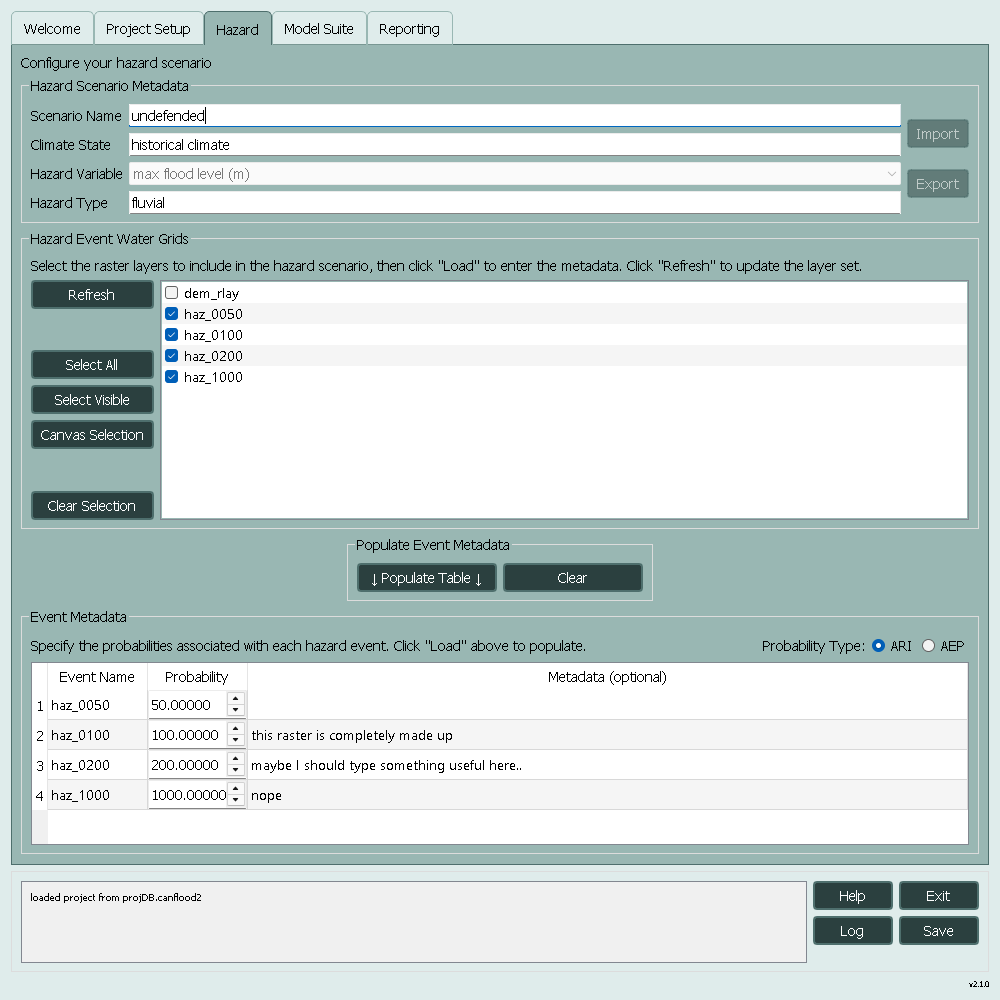 Welcome Project Setup Hazard Model Suite Reporting
Configure your hazard scenario
Hazard Scenario Metadata
Scenario Name undefended
Climate State historical climate
Hazard Variable max flood level (m)
Hazard Type fluvial
Import
Export
Hazard Event Water Grids
Select the raster layers to include in the hazard scenario, then click "Load" to enter the metadata. Click "Refresh" to update the layer set.
Refresh
Select All
Select Visible
Canvas Selection
Clear Selection
dem_rlay
haz_0050
haz_0100
haz_0200
haz_1000
Populate Event Metadata
↓ Populate Table ↓ Clear
Event Metadata
Specify the probabilities associated with each hazard event. Click "Load" above to populate. Probability Type: ARI AEP
Event Name Probability Metadata (optional)
1 haz_0050 50.00000
2 haz_0100 100.00000 this raster is completely made up
3 haz_0200 200.00000 maybe I should type something useful here..
4 haz_1000 1000.00000 nope
loaded project from projDB.canflood2
Help Exit
Log Save
v2.1.0